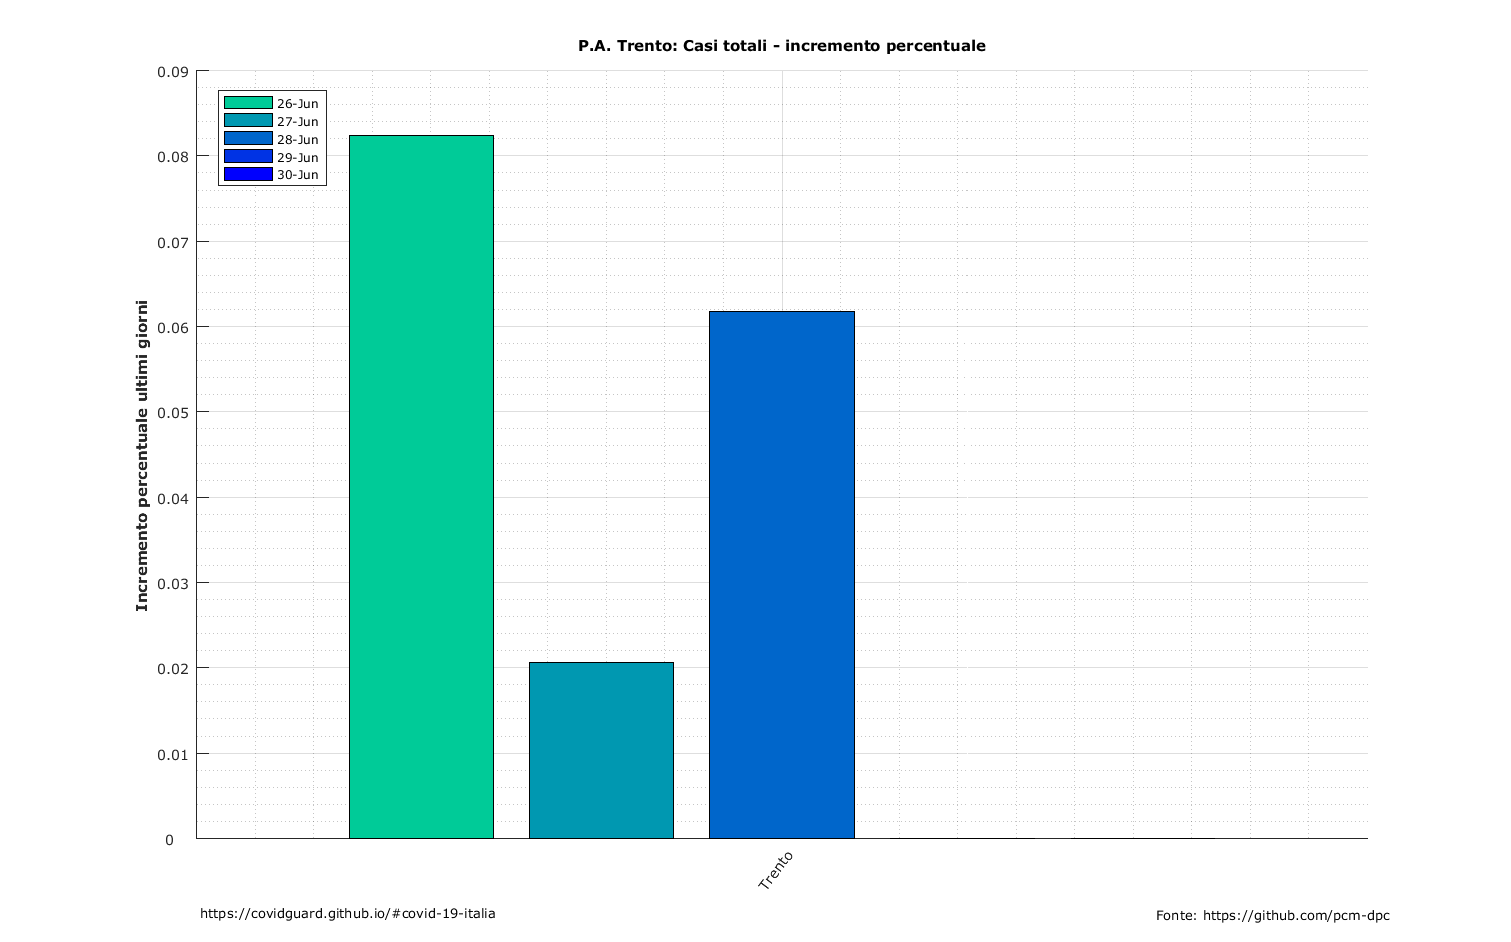 P.A. Trento: Casi totali - incremento percentuale
0.09
0.08
0.07
0.06
0.05
0.04
0.03
0.02
0.01
0
Incremento percentuale ultimi giorni
26-Jun
27-Jun
28-Jun
29-Jun
30-Jun
Trento
https://covidguard.github.io/#covid-19-italia
Fonte: https://github.com/pcm-dpc